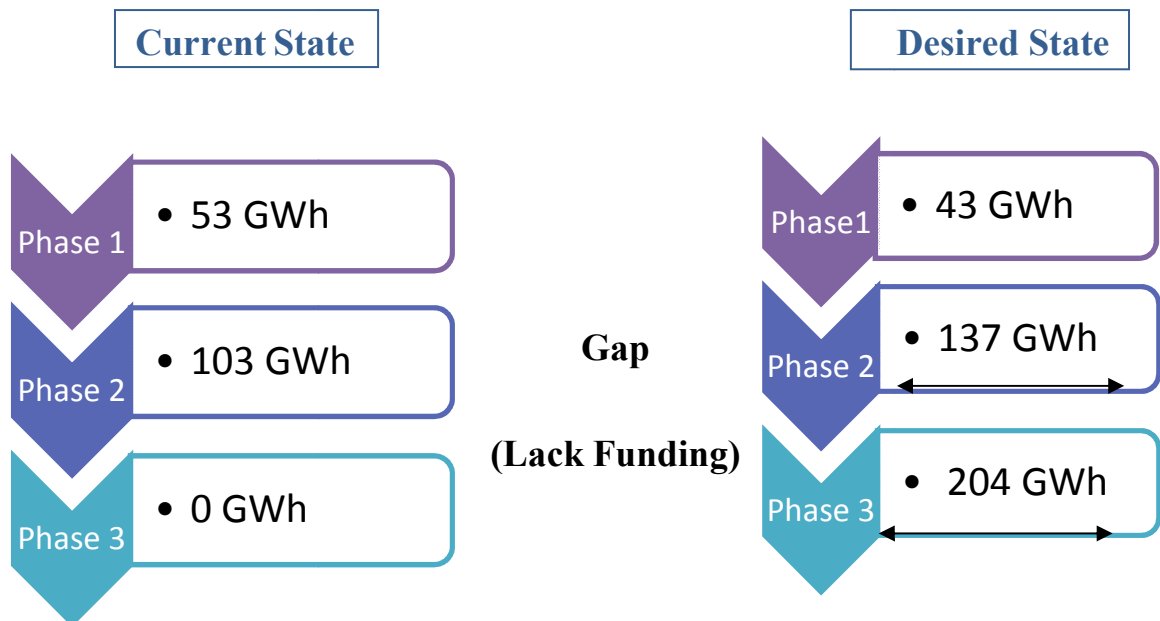 Current State
Desired State
Phase 1
• 53 GWh
Phase 2
• 103 GWh
Phase 3
• 0 GWh
Gap
(Lack Funding)
Phase1
• 43 GWh
Phase 2
• 137 GWh
Phase 3
• 204 GWh